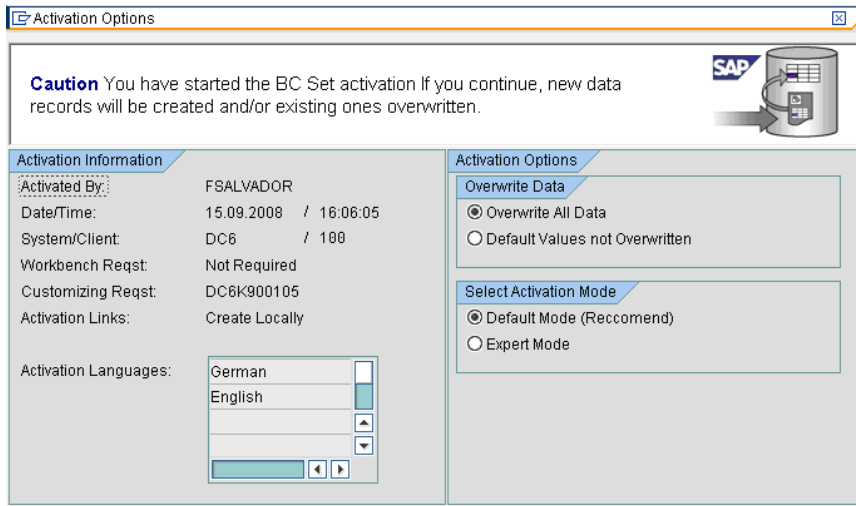 Activation Options
Caution You have started the BC Set activation If you continue, new data
records will be created and/or existing ones overwritten.
SAP
Activation Information
Activated By: FSALVADOR
Date/Time: 15.09.2008 / 16:06:05
System/Client: DC6 / 100
Workbench Reqst: Not Required
Customizing Reqst: DC6K900105
Activation Links: Create Locally
Activation Languages: German
English
Activation Options
Overwrite Data
Overwrite All Data
Default Values not Overwritten
Select Activation Mode
Default Mode (Reccomend)
Expert Mode